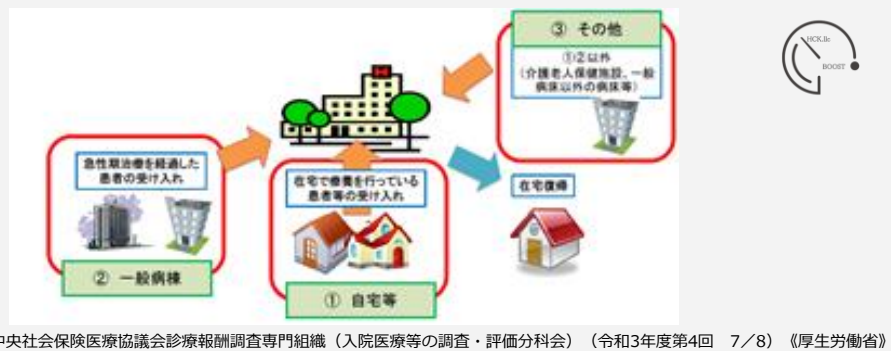 ③ その他
①②以外
(介護老人保健施設、一般
病床以外の病床等)
HCK.llc
BOOST
H
急性期治療を経過した
患者の受け入れ
在宅で療養を行っている
患者等の受け入れ
在宅復帰
② 一般病棟
① 自宅等
中央社会保険医療協議会診療報酬調査専門組織（入院医療等の調査・評価分科会）（令和3年度第4回　7／8）《厚生労働省》